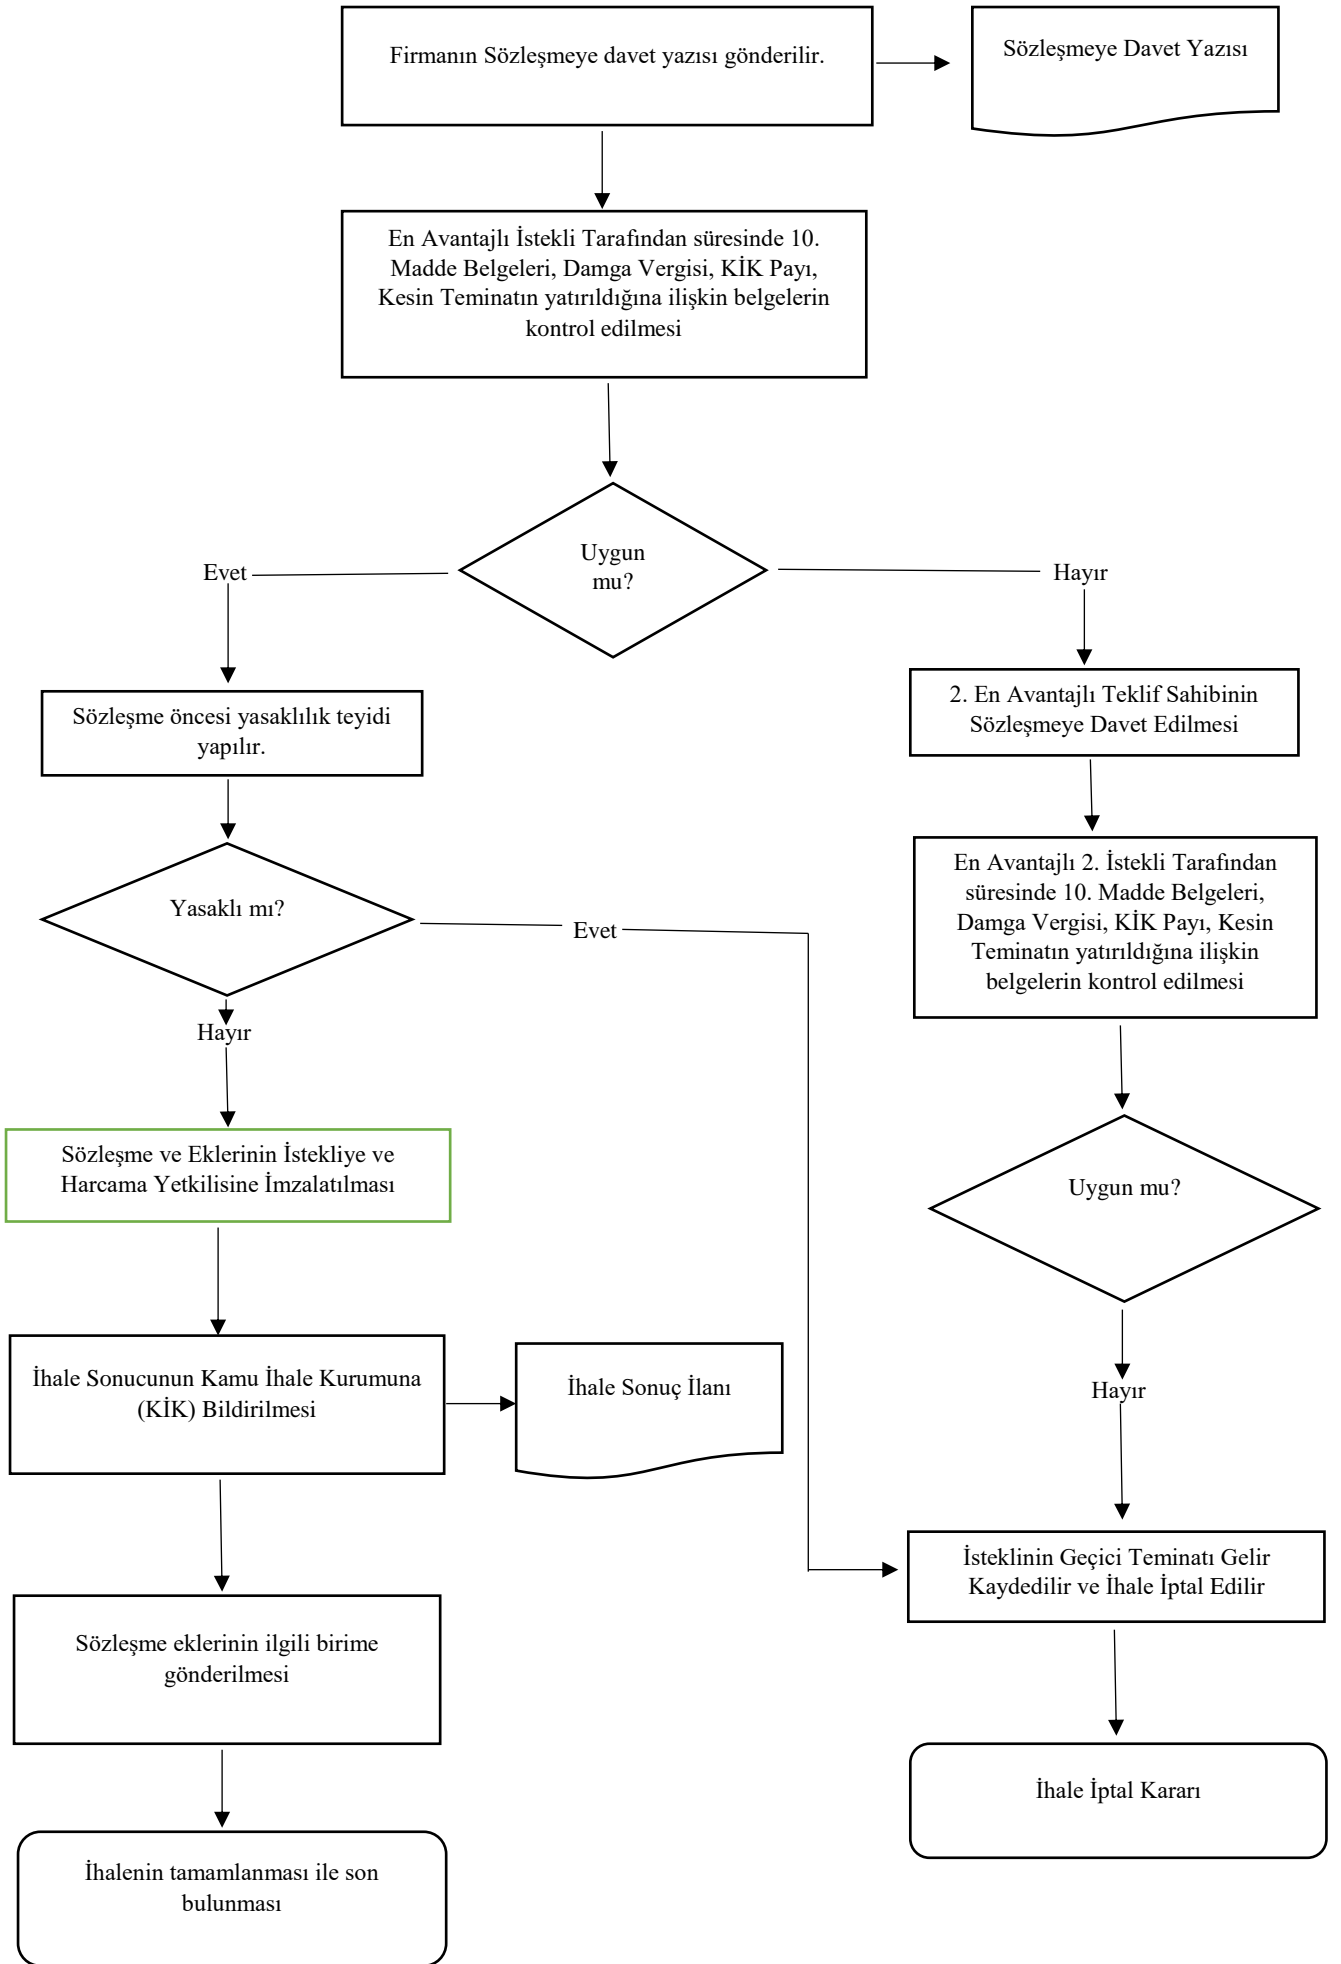 Firmanın Sözleşmeye davet yazısı gönderilir.
Sözleşmeye Davet Yazısı
En Avantajlı İstekli Tarafından süresinde 10.
Madde Belgeleri, Damga Vergisi, KİK Payı,
Kesin Teminatın yatırıldığına ilişkin belgelerin
kontrol edilmesi
Uygun
mu?
Evet
Hayır
Sözleşme öncesi yasaklılık teyidi
yapılır.
2. En Avantajlı Teklif Sahibinin
Sözleşmeye Davet Edilmesi
Yasaklı mı?
Evet
En Avantajlı 2. İstekli Tarafından
süresinde 10. Madde Belgeleri,
Damga Vergisi, KİK Payı, Kesin
Teminatın yatırıldığına ilişkin
belgelerin kontrol edilmesi
Hayır
Sözleşme ve Eklerinin İstekliye ve
Harcama Yetkilisine İmzalatılması
Uygun mu?
İhale Sonucunun Kamu İhale Kurumuna
(KİK) Bildirilmesi
İhale Sonuç İlanı
Hayır
İsteklinin Geçici Teminatı Gelir
Kaydedilir ve İhale İptal Edilir
Sözleşme eklerinin ilgili birime
gönderilmesi
İhale İptal Kararı
İhalenin tamamlanması ile son
bulunması